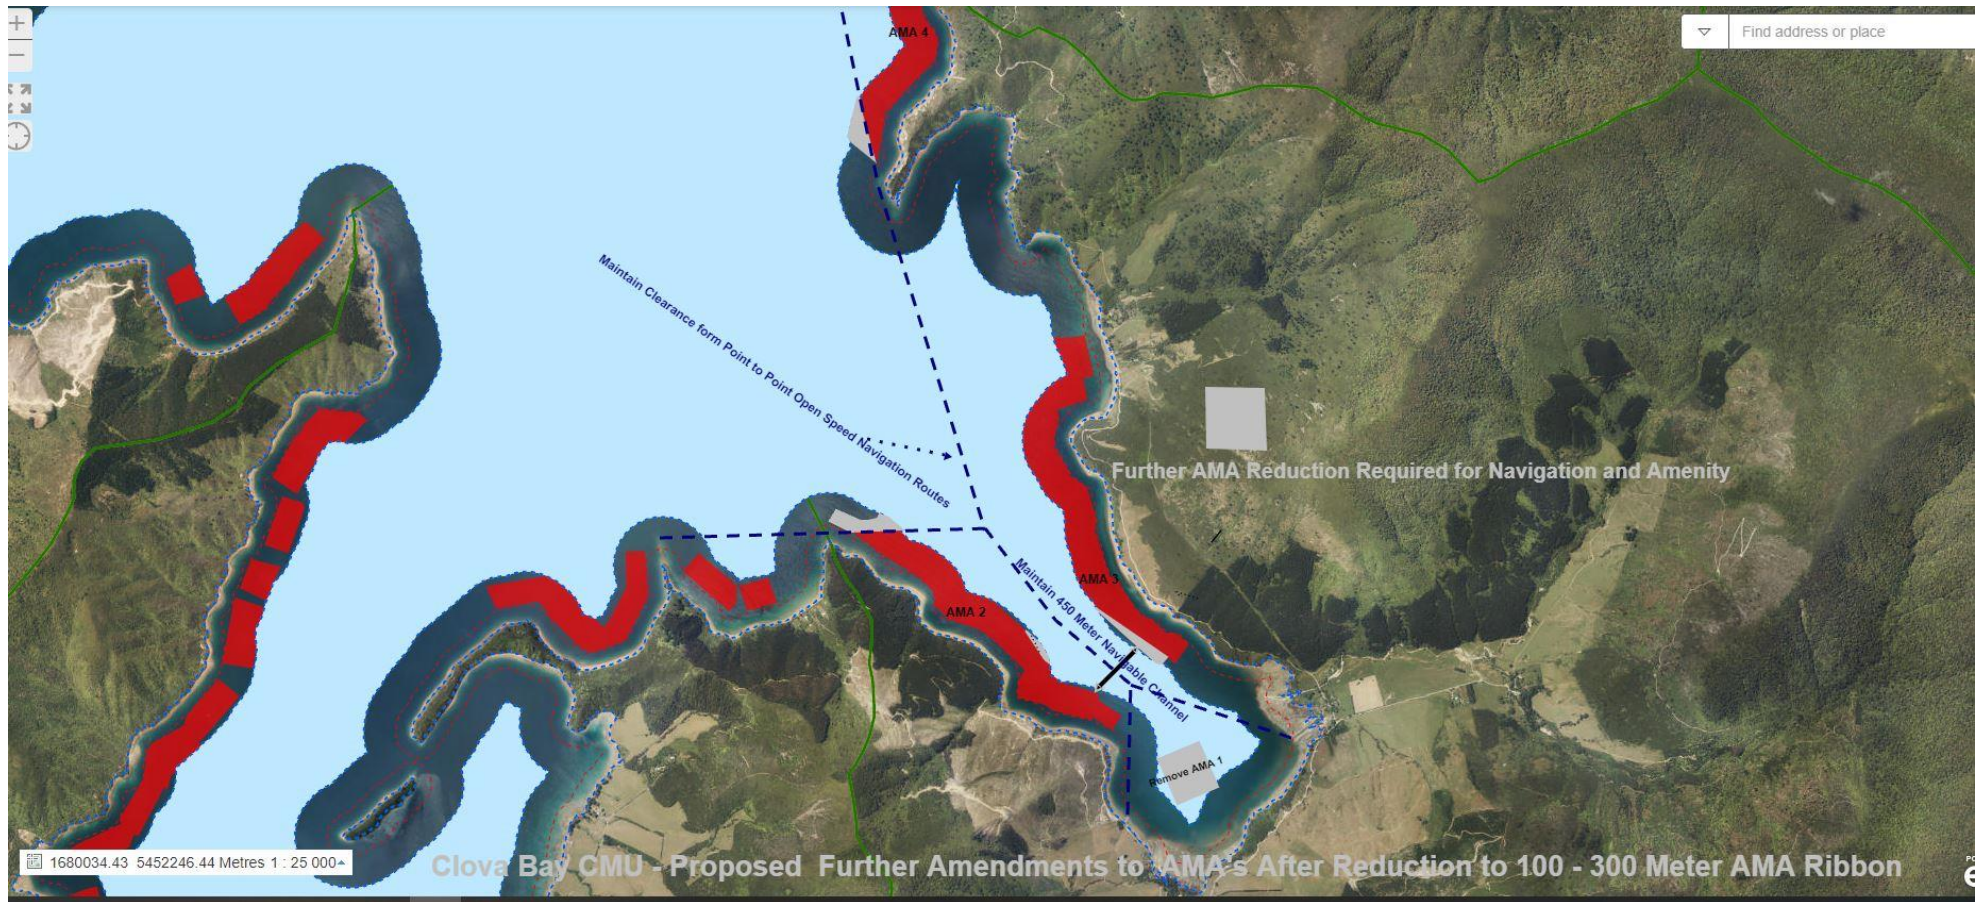 AMA 4
Find address or place
Maintain Clearance form Point to Point Open Speed Navigation Routes
Further AMA Reduction Required for Navigation and Amenity
AMA 3
Maintain 450 Meter Navigable Channel
AMA 2
Remove AMA 1
1680034.43 5452246.44 Metres 1 : 25 000
Clova Bay CMU - Proposed Further Amendments to AMA's After Reduction to 100 - 300 Meter AMA Ribbon